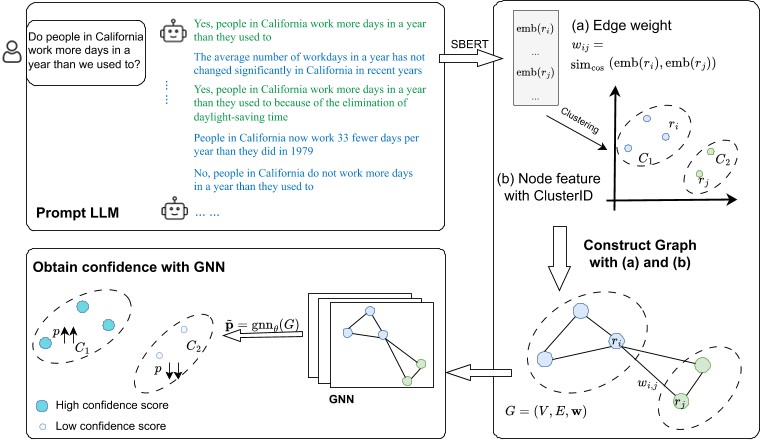 Do people in California
work more days in a
year than we used to?
Yes, people in California work more days in a year
than they used to
The average number of workdays in a year has not
changed significantly in California in recent years
Yes, people in California work more days in a year
than they used to because of the elimination of
daylight-saving time
People in California now work 33 fewer days per
year than they did in 1979
No, people in California do not work more days
in a year than they used to
... ...
Prompt LLM
SBERT
emb(r_i)
...
emb(r_j)
...
(a) Edge weight
w_{ij} =
sim_{cos} (emb(r_i), emb(r_j))
Clustering
r_i
C_1
C_2
r_j
(b) Node feature
with ClusterID
Construct Graph
with (a) and (b)
r_i
w_{i,j}
r_j
G = (V, E, w)
Obtain confidence with GNN
p
C_1
C_2
p
p̃ = gnn_θ(G)
GNN
High confidence score
Low confidence score